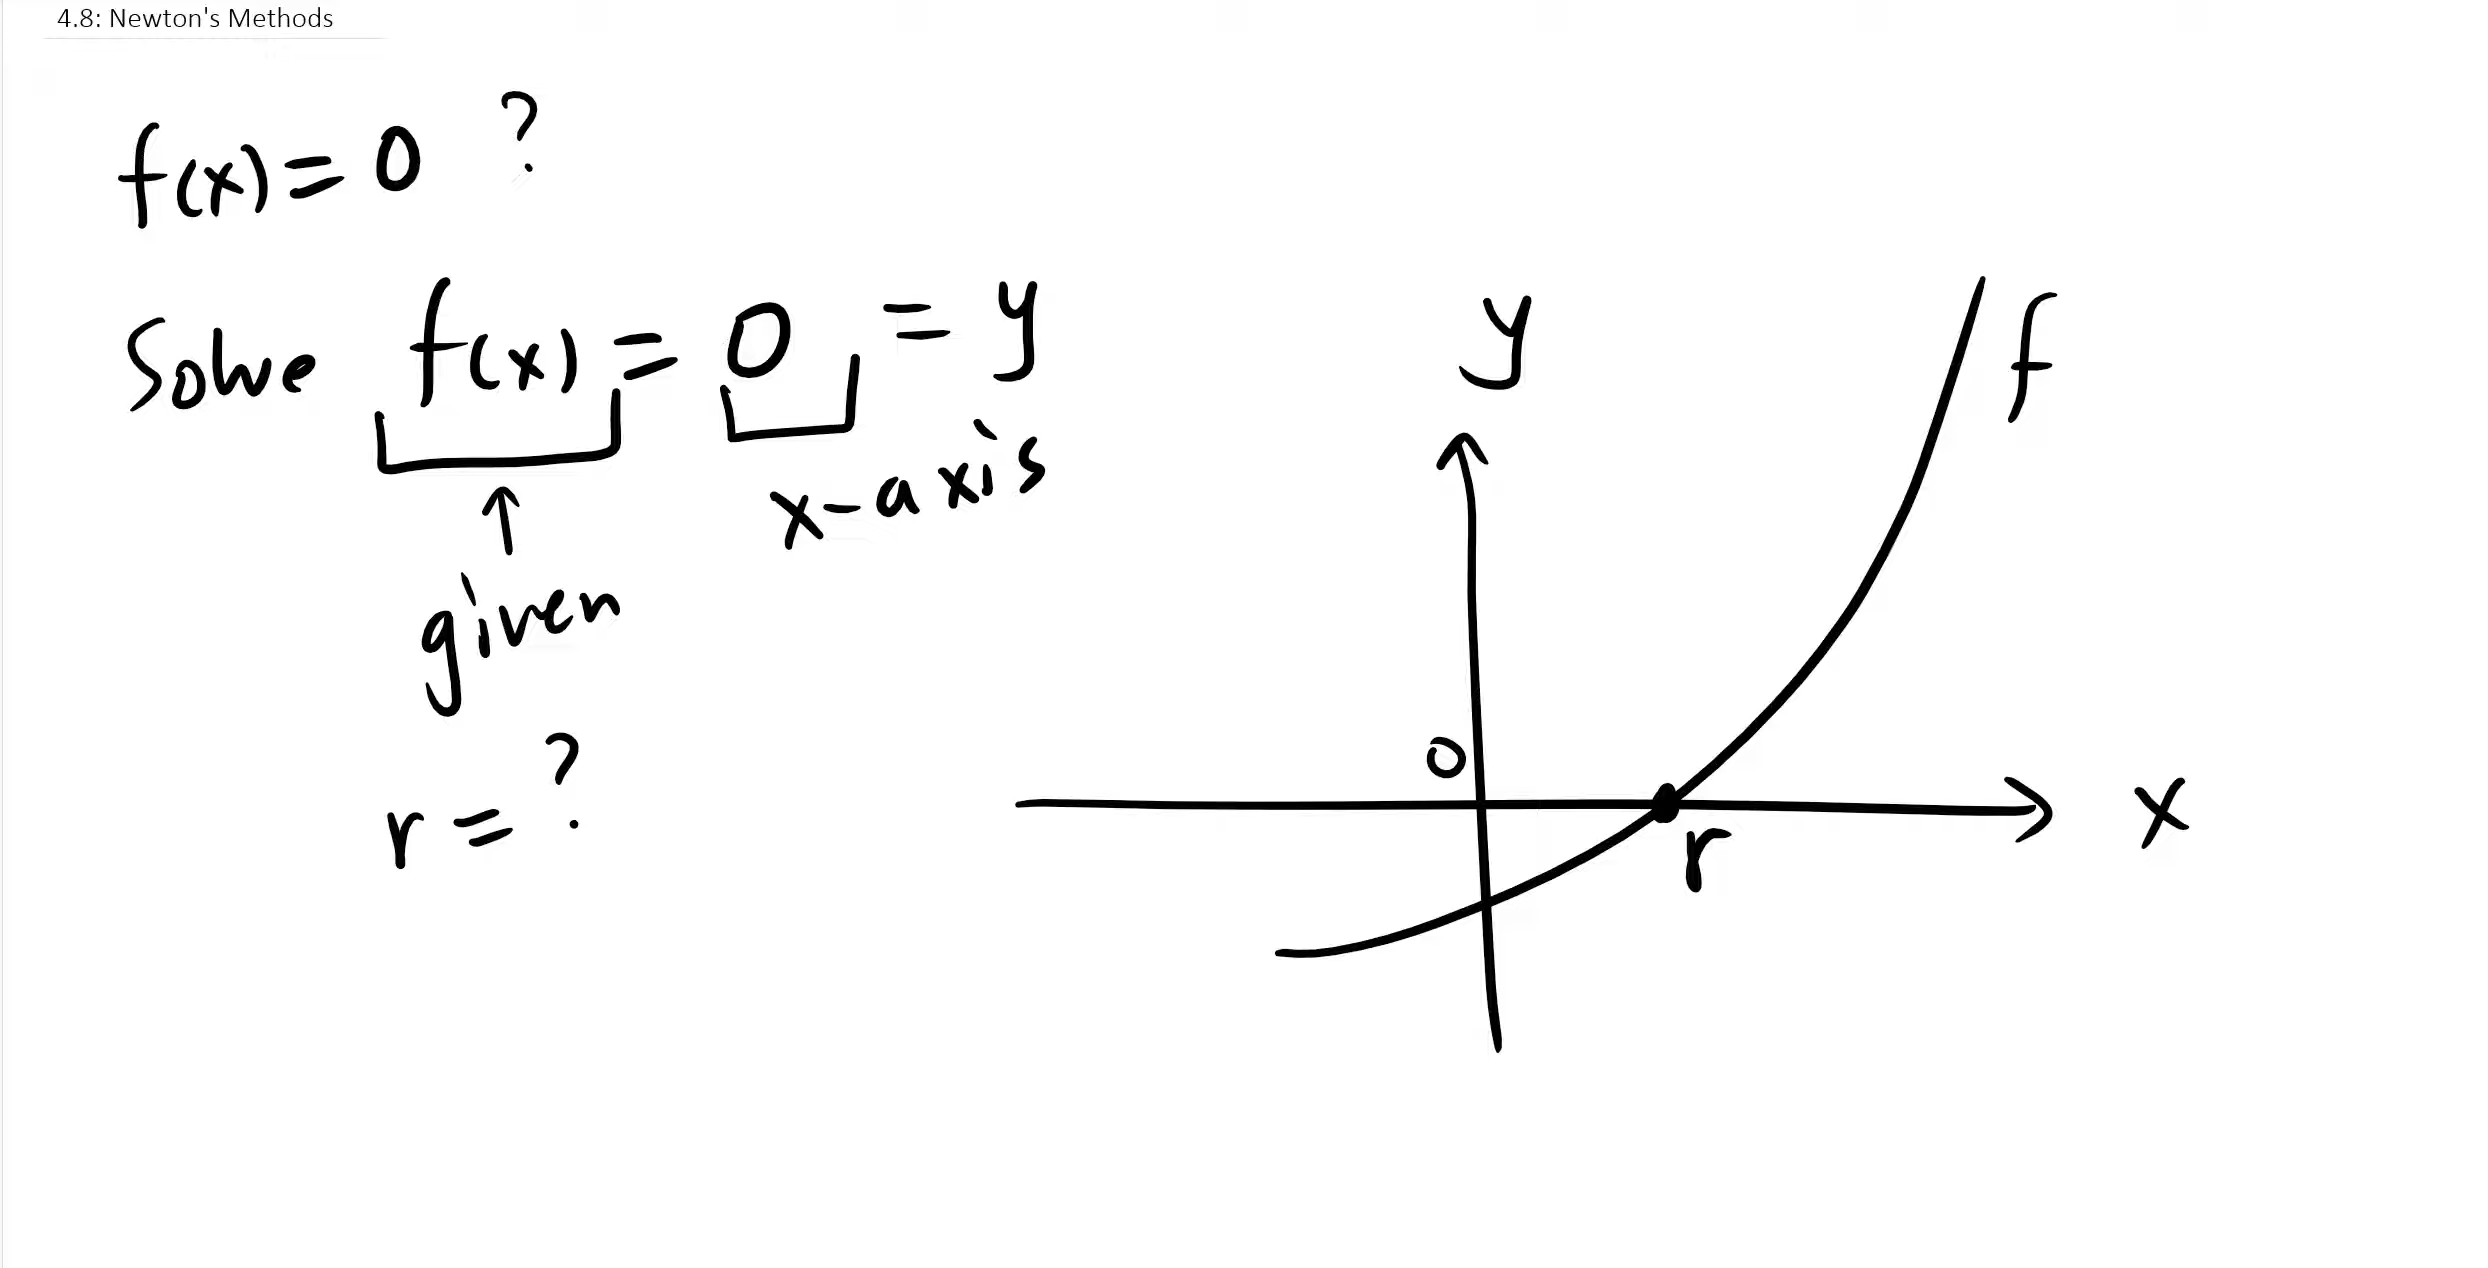 4.8: Newton's Methods
f(x)=0 ?
Solve f(x)=0 =y
x-axis
given
r=?
y
f
0
x
r